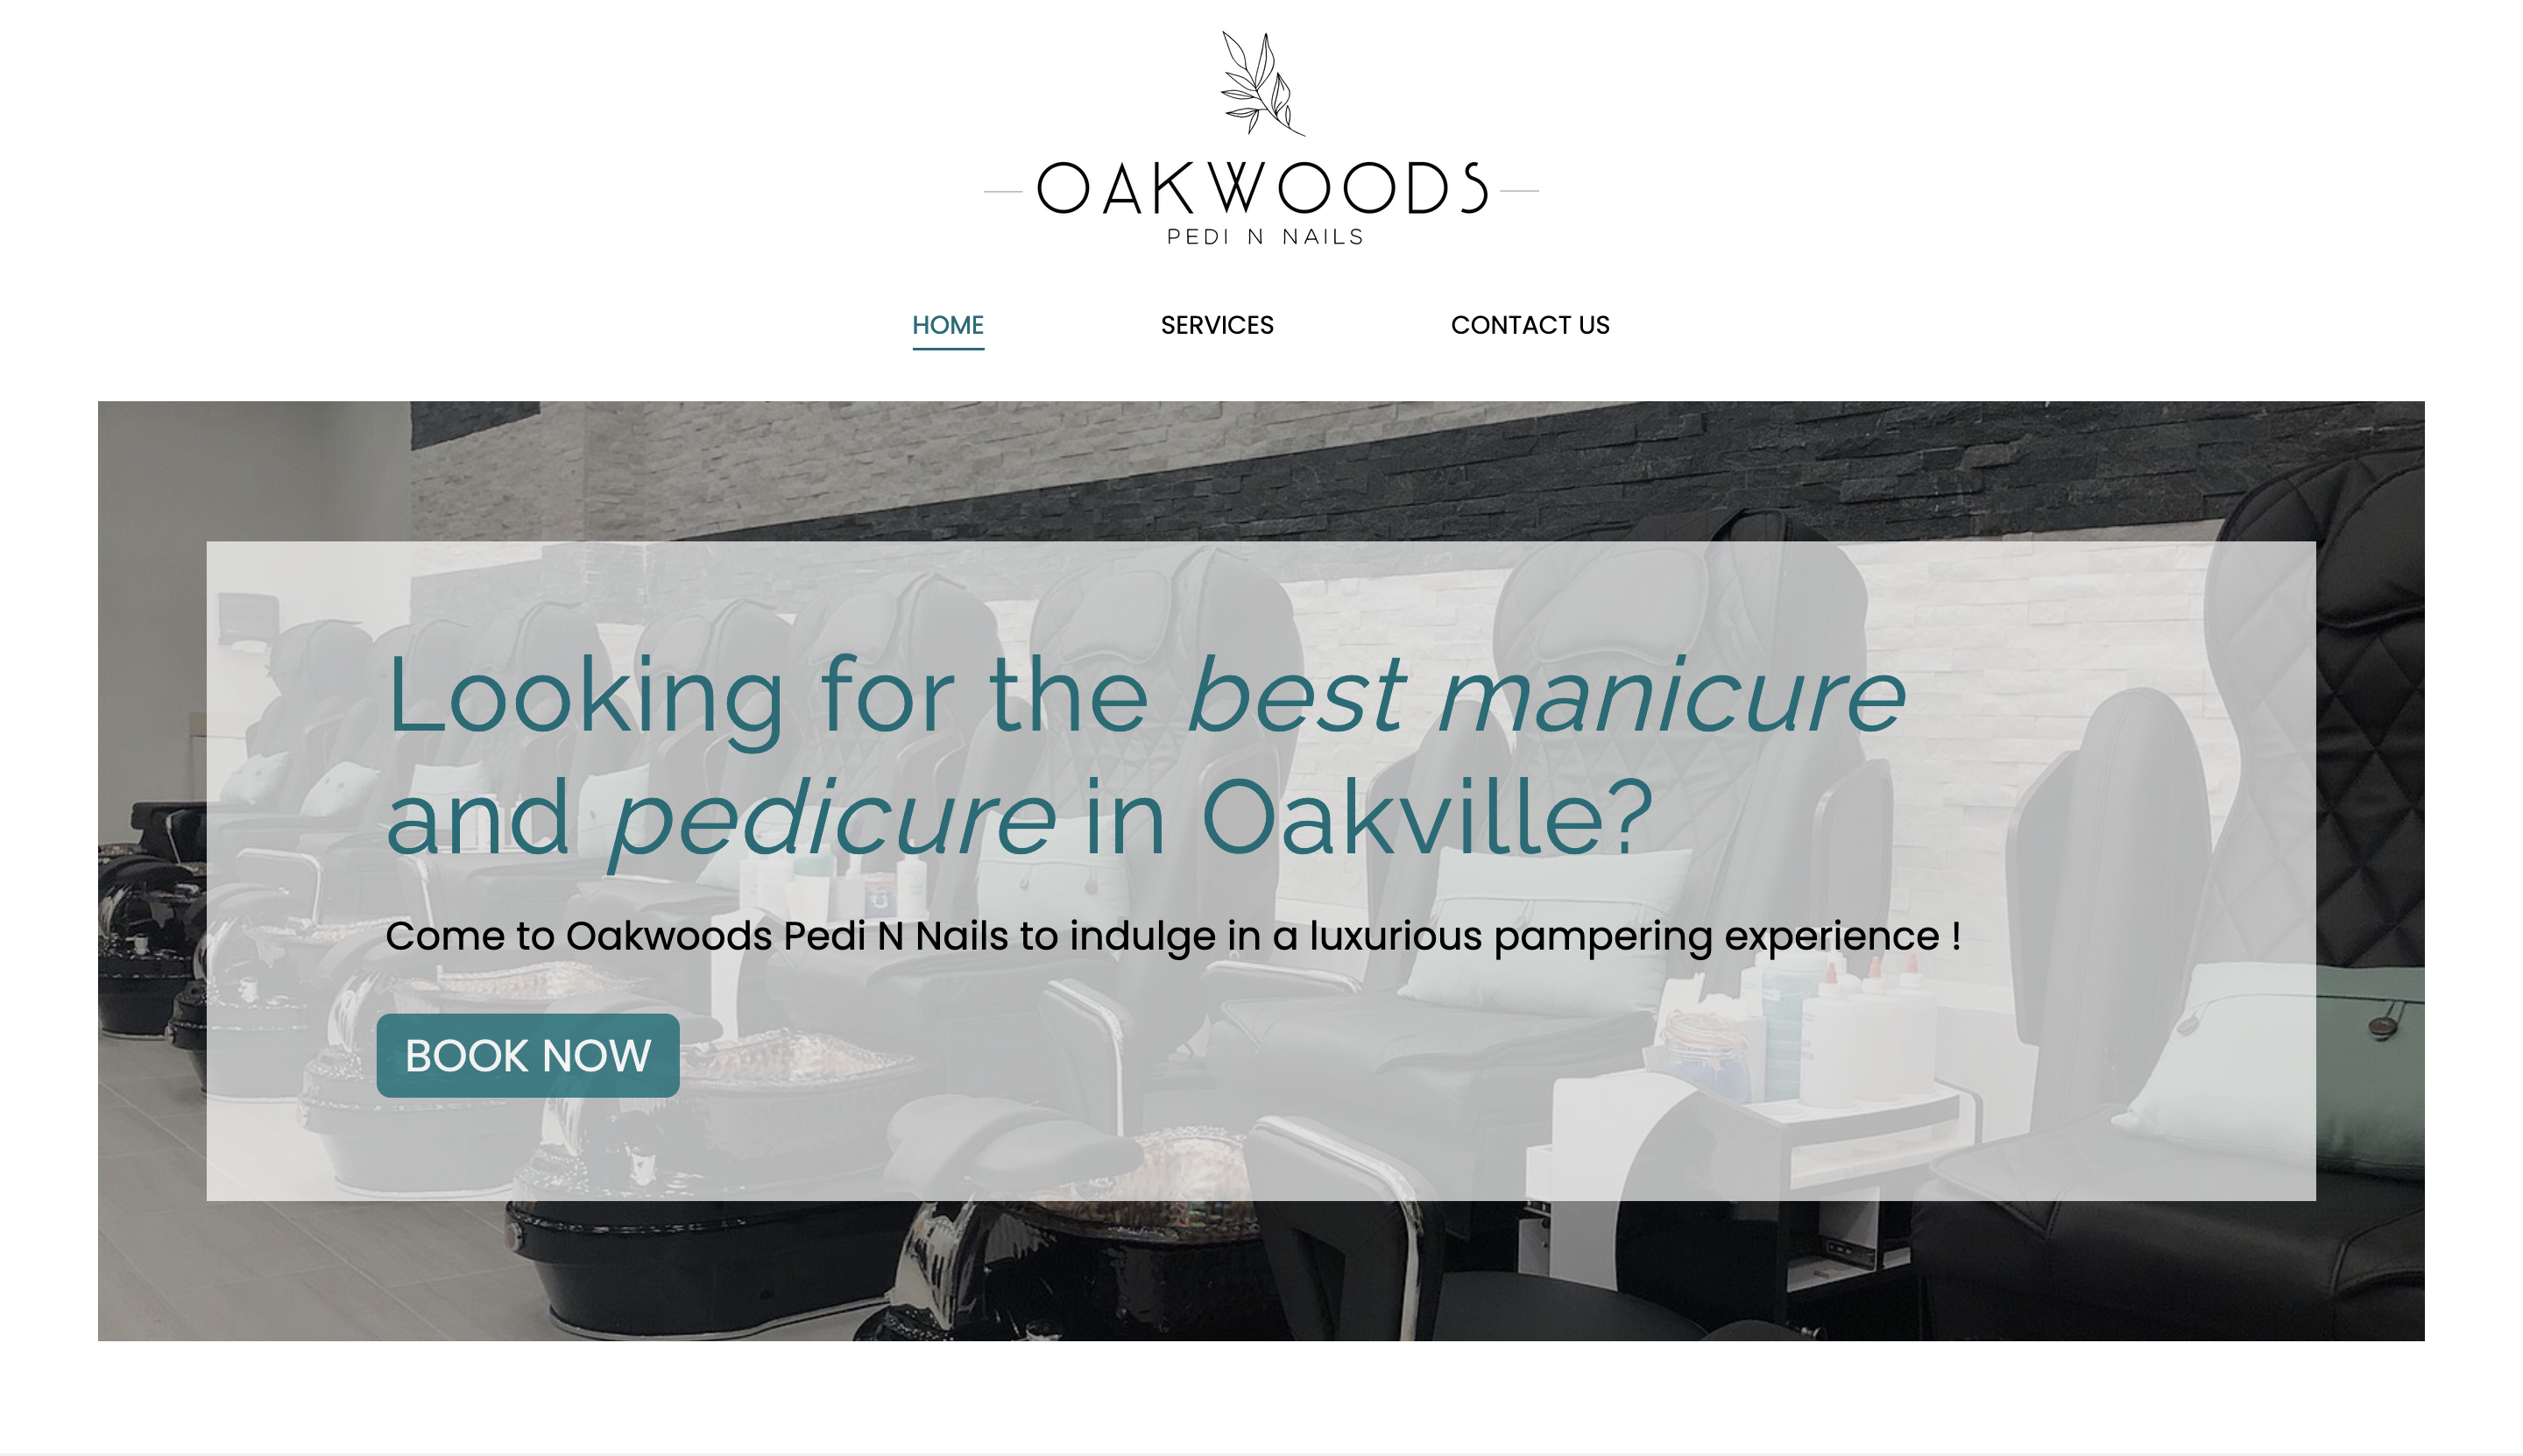 OAKWOODS
PEDI N NAILS
HOME SERVICES CONTACT US
Looking for the best manicure
and pedicure in Oakville?
Come to Oakwoods Pedi N Nails to indulge in a luxurious pampering experience !
BOOK NOW